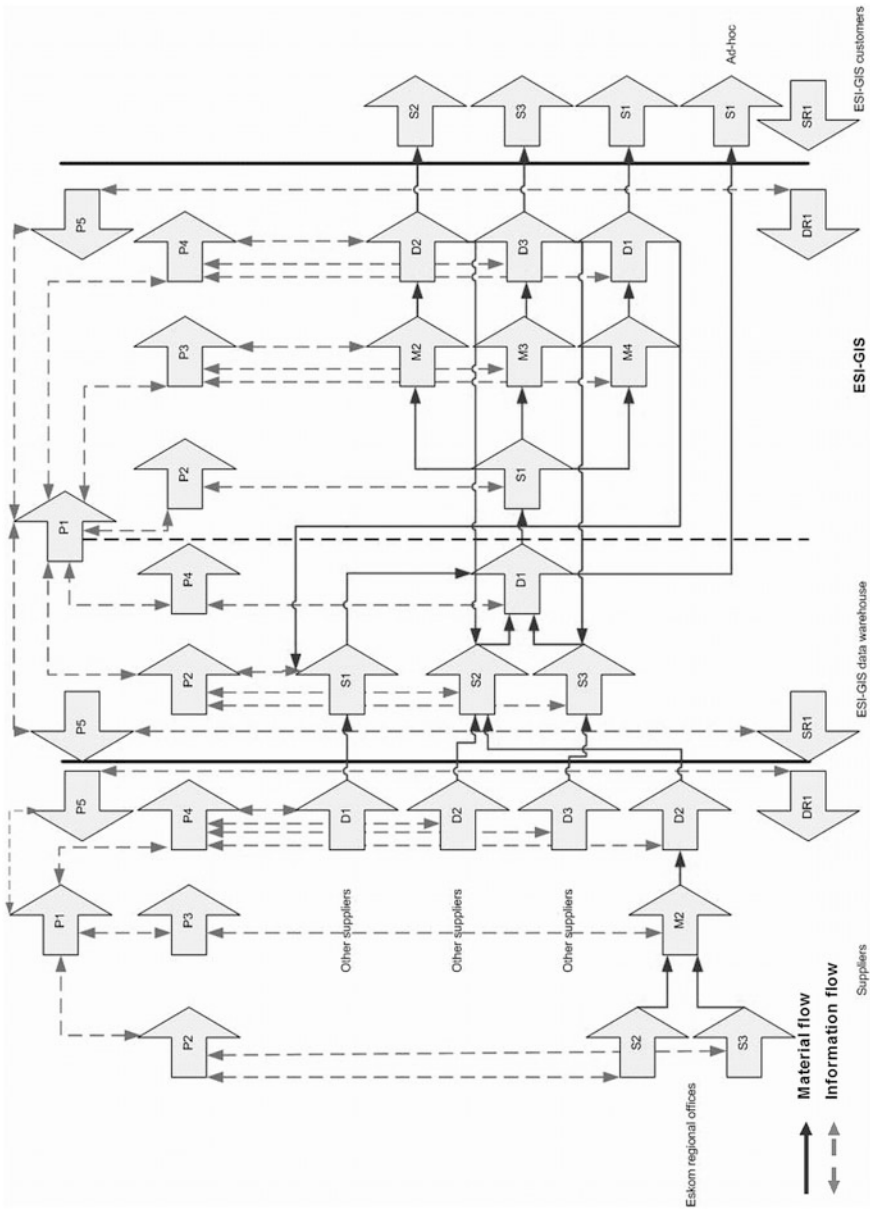 P1
P5
P5
P1
P5
P2
P3
P4
P2
P4
P2
P3
P4
Other suppliers
D1
S1
M2
D2
S2
Other suppliers
D2
S2
D1
S1
M3
D3
S3
Other suppliers
D3
S3
S2
M4
D1
S1
M2
D2
Eskom regional offices
S3
S1
Ad-hoc
DR1
SR1
DR1
SR1
Material flow
Information flow
Suppliers
ESI-GIS data warehouse
ESI-GIS
ESI-GIS customers